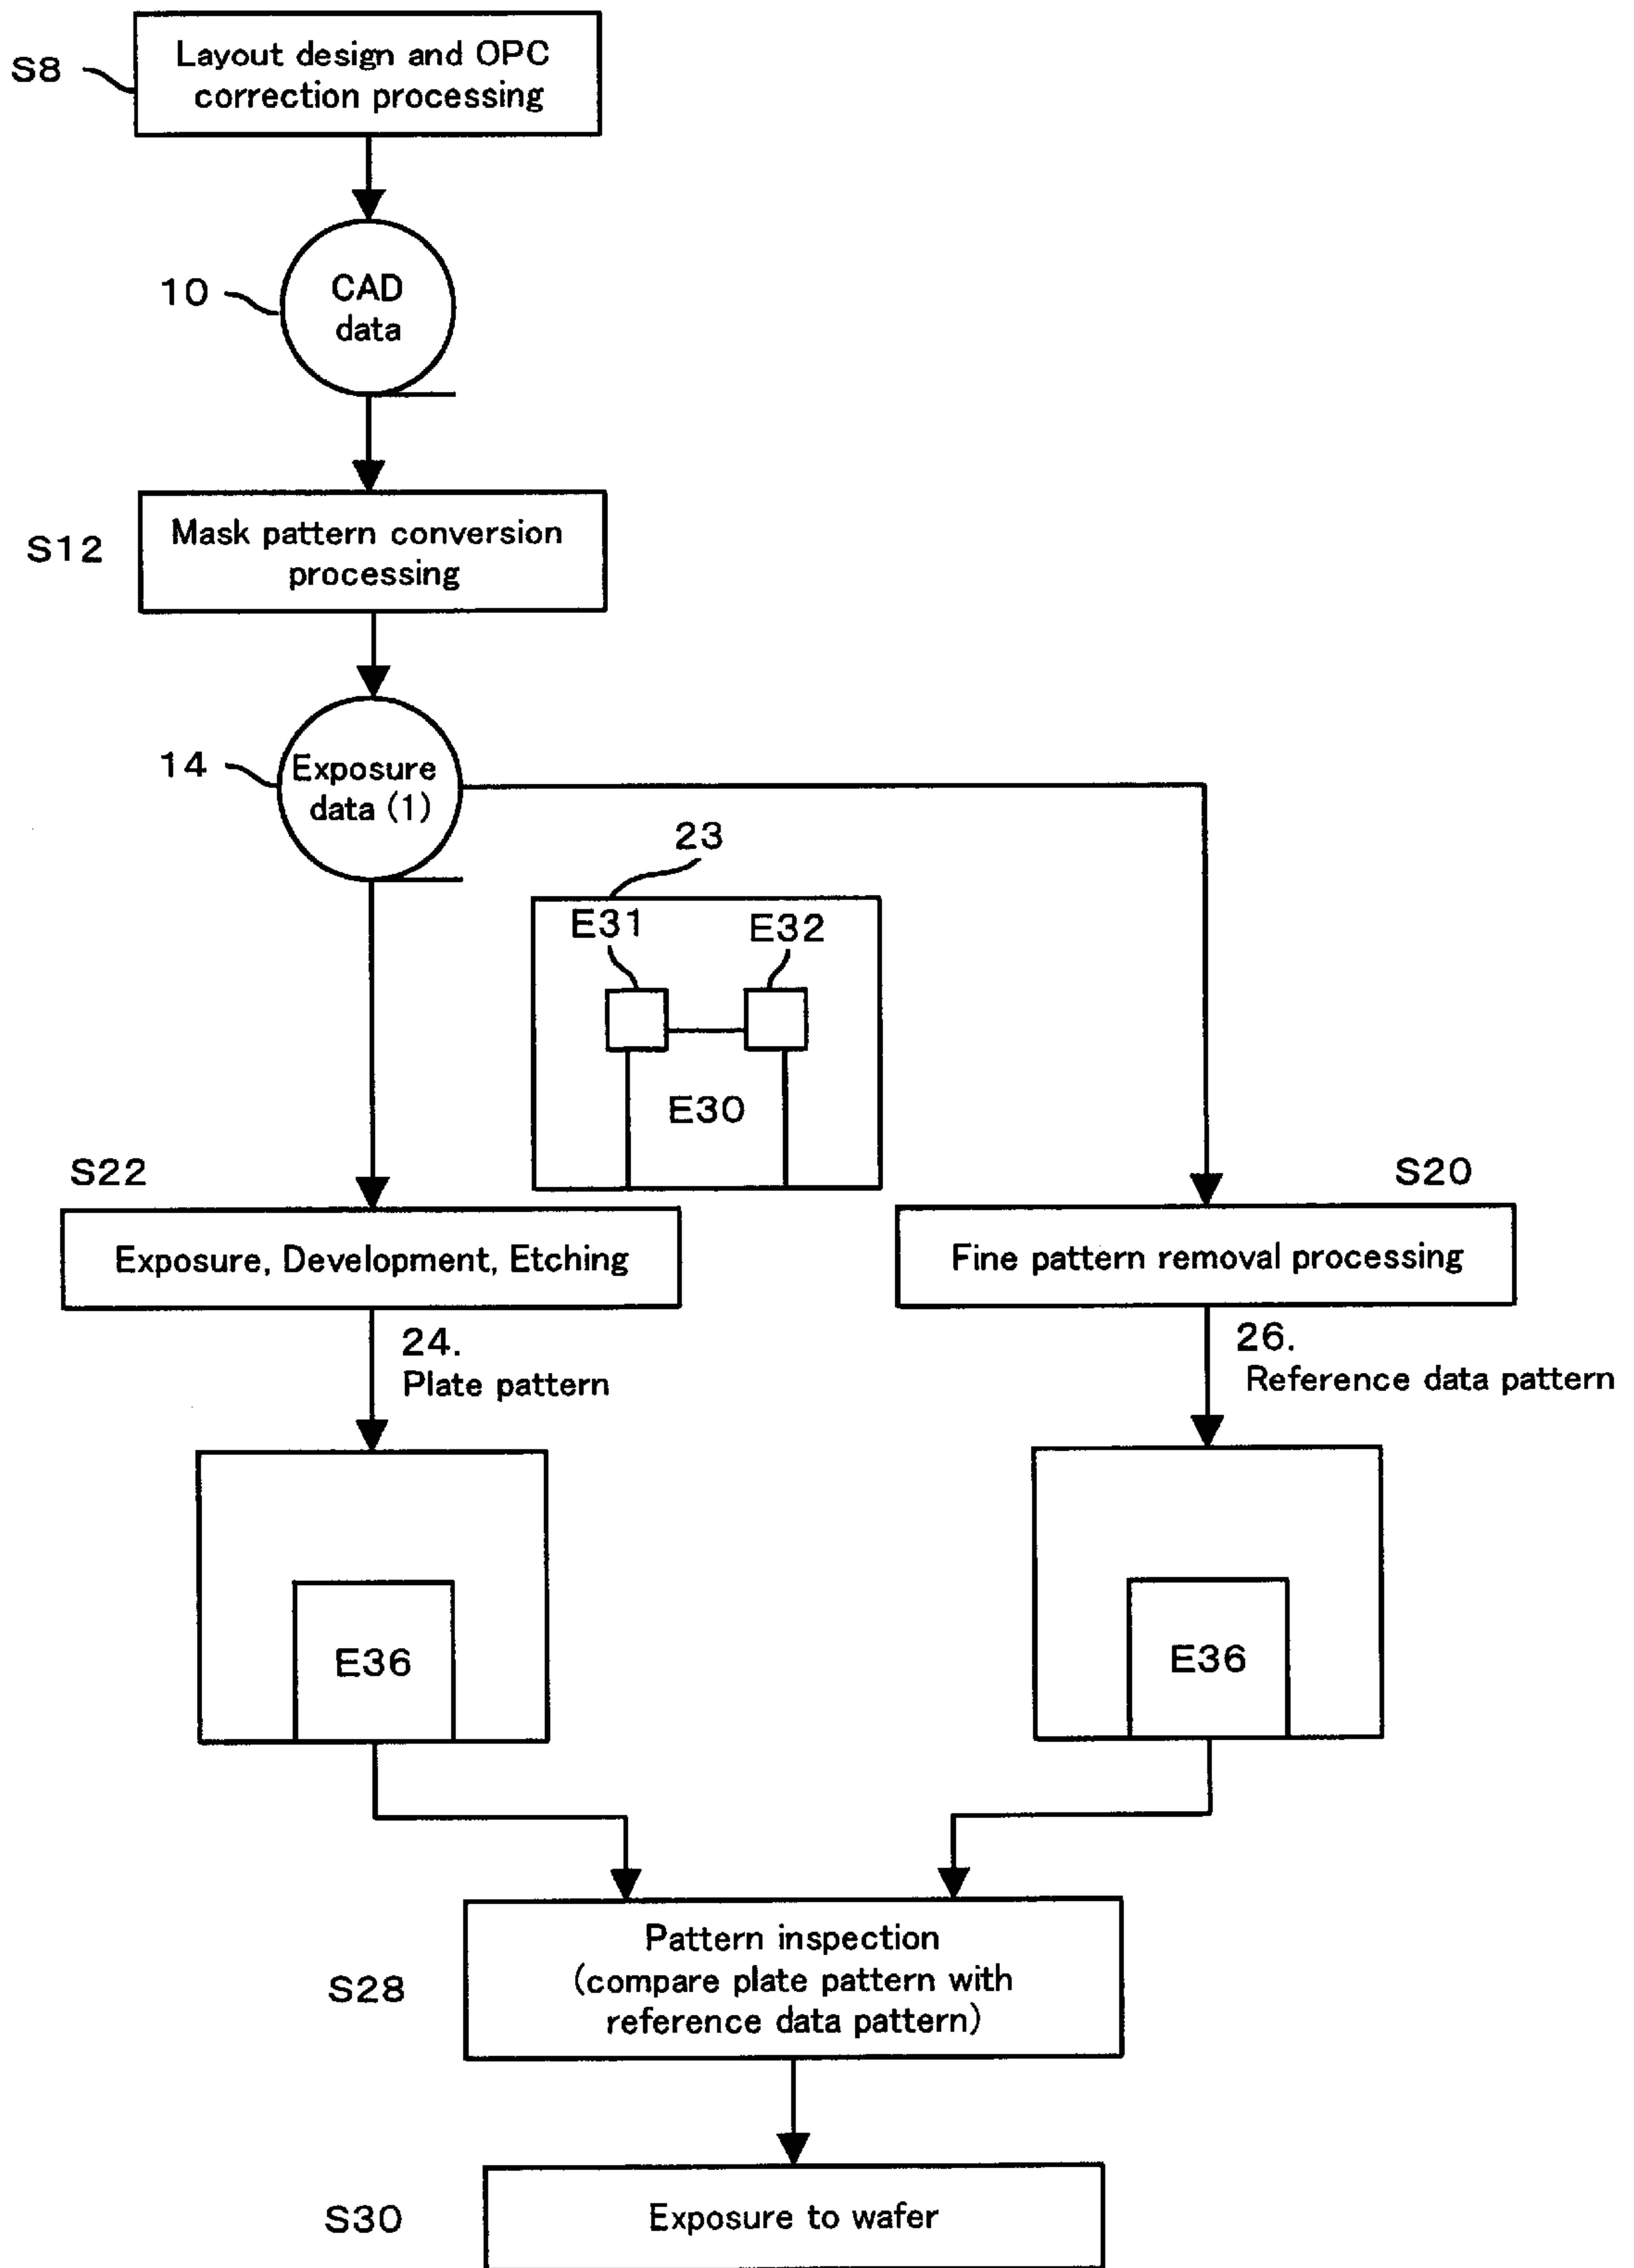 S8
Layout design and OPC
correction processing
10
CAD
data
S12
Mask pattern conversion
processing
14
Exposure
data (1)
23
E31
E32
E30
S22
Exposure, Development, Etching
S20
Fine pattern removal processing
24.
Plate pattern
26.
Reference data pattern
E36
E36
S28
Pattern inspection
(compare plate pattern with
reference data pattern)
S30
Exposure to wafer